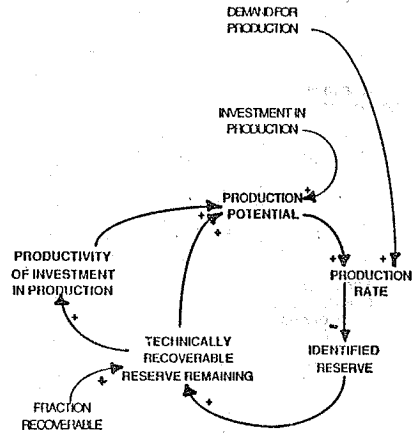 DEMAND FOR
PRODUCTION
INVESTMENT IN
PRODUCTION
+
PRODUCTION
POTENTIAL
+
+
PRODUCTIVITY
OF INVESTMENT
IN PRODUCTION
+
+
PRODUCTION
RATE
+
TECHNICALLY
RECOVERABLE
RESERVE REMAINING
-
IDENTIFIED
RESERVE
+
+
FRACTION
RECOVERABLE